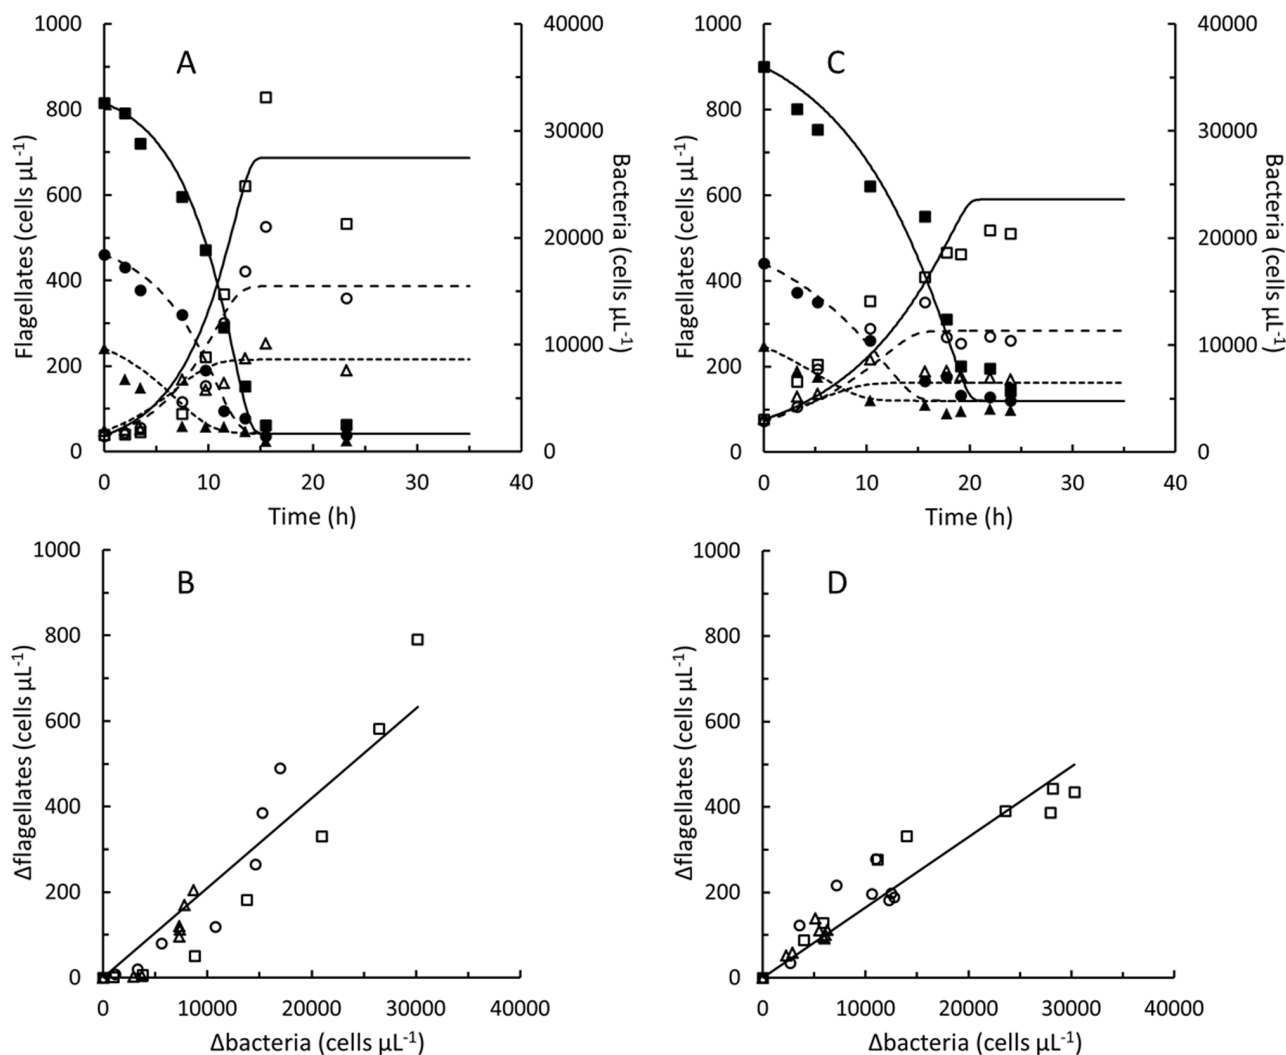 A
Flagellates (cells µL-1)
1000
800
600
400
200
0
40000
30000
20000
10000
0
Bacteria (cells µL-1)
0 10 20 30 40
Time (h)
C
Flagellates (cells µL-1)
1000
800
600
400
200
0
40000
30000
20000
10000
0
Bacteria (cells µL-1)
0 10 20 30 40
Time (h)
B
Δflagellates (cells µL-1)
1000
800
600
400
200
0
0 10000 20000 30000 40000
Δbacteria (cells µL-1)
D
Δflagellates (cells µL-1)
1000
800
600
400
200
0
0 10000 20000 30000 40000
Δbacteria (cells µL-1)